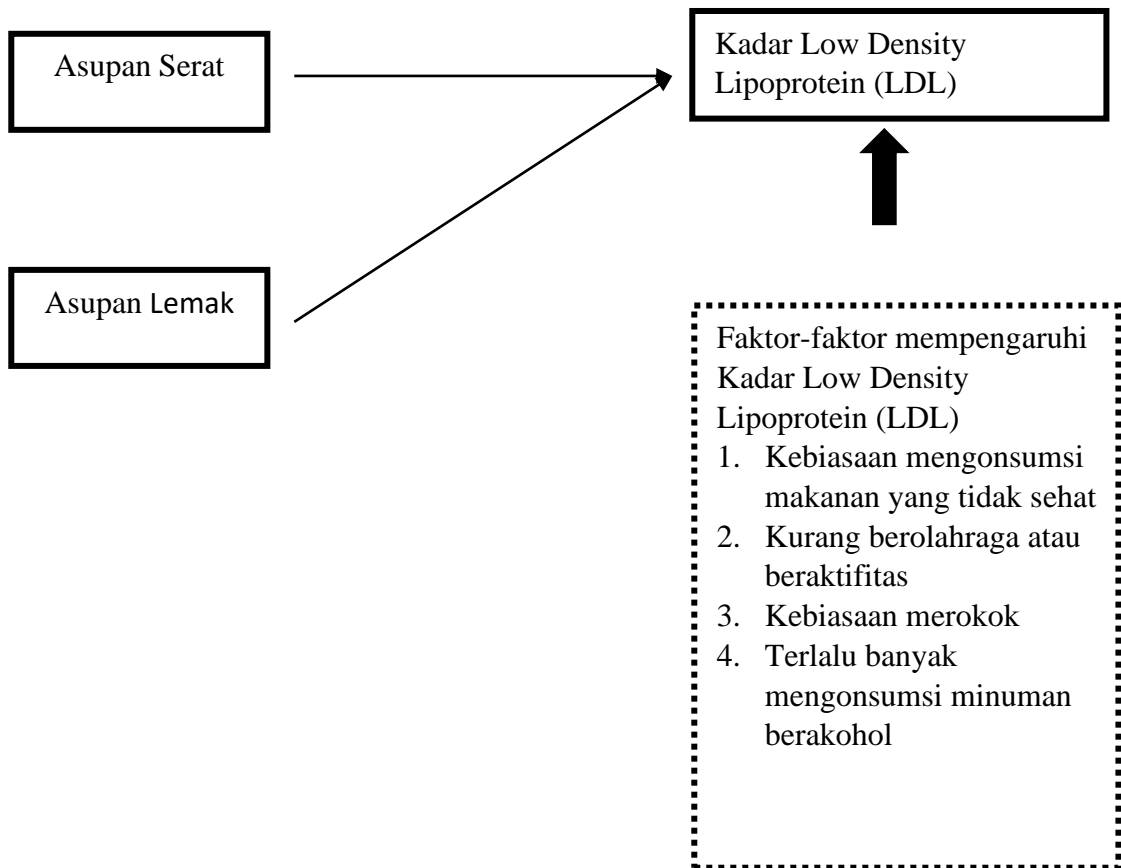 Asupan Serat
Kadar Low Density
Lipoprotein (LDL)
Asupan Lemak
Faktor-faktor mempengaruhi
Kadar Low Density
Lipoprotein (LDL)
1. Kebiasaan mengonsumsi
makanan yang tidak sehat
2. Kurang berolahraga atau
beraktifitas
3. Kebiasaan merokok
4. Terlalu banyak
mengonsumsi minuman
berakohol